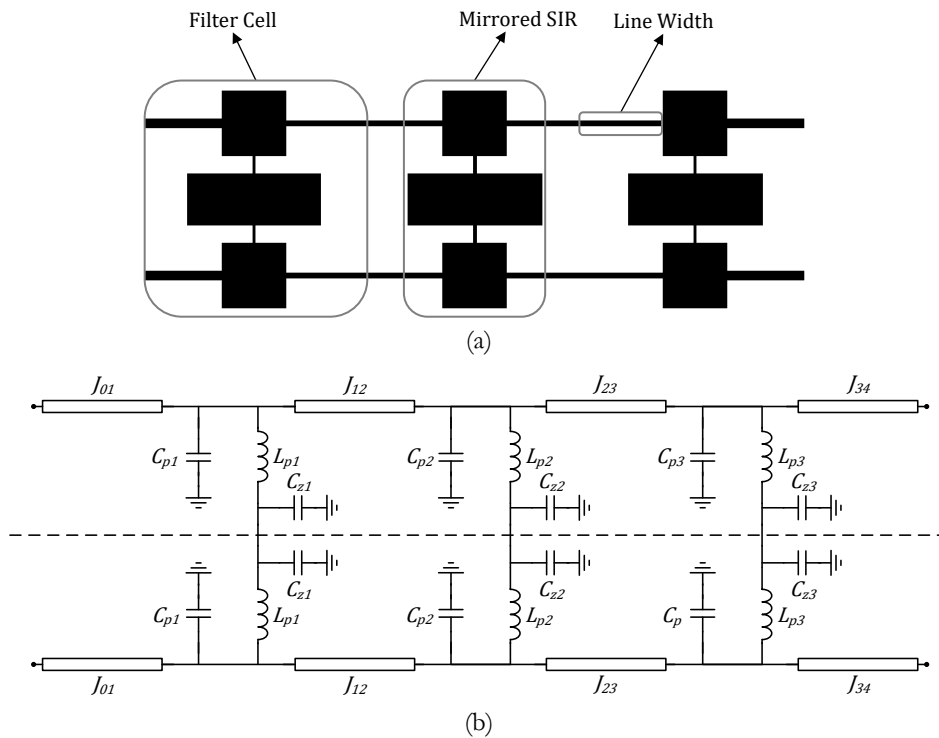 Filter Cell
Mirrored SIR
Line Width
(a)
J01 J12 J23 J34
Cp1 Lp1 Cp2 Lp2 Cp3 Lp3
Cz1 Cz2 Cz3
Cz1 Cz2 Cz3
Cp1 Lp1 Cp2 Lp2 Cp Lp3
J01 J12 J23 J34
(b)